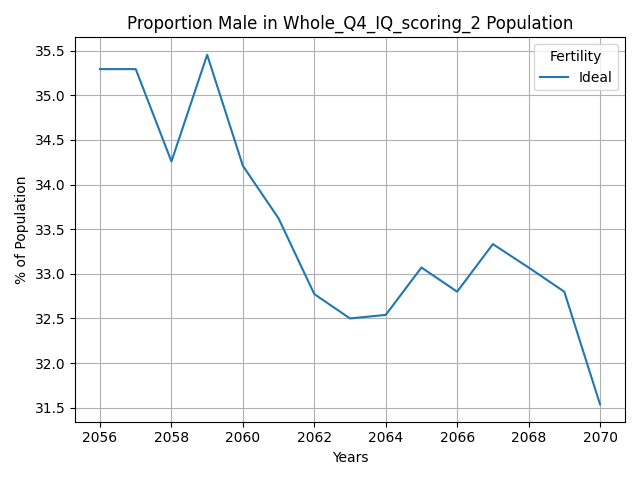 Proportion Male in Whole_Q4_IQ_scoring_2 Population
Fertility
Ideal
% of Population
35.5
35.0
34.5
34.0
33.5
33.0
32.5
32.0
31.5
2056 2058 2060 2062 2064 2066 2068 2070
Years